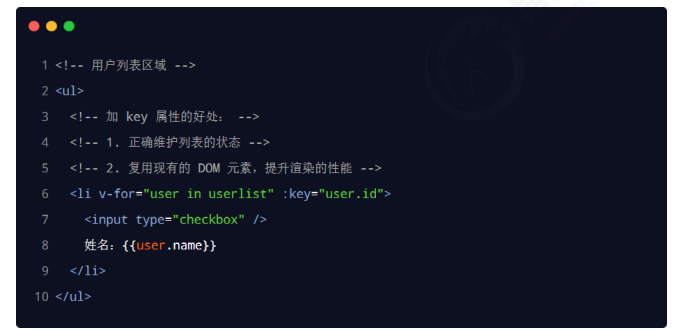 1 <!-- 用户列表区域 -->
2 <ul>
3 <!-- 加 key 属性的好处： -->
4 <!-- 1. 正确维护列表的状态 -->
5 <!-- 2. 复用现有的 DOM 元素，提升渲染的性能 -->
6 <li v-for="user in userlist" :key="user.id">
7 <input type="checkbox" />
8 姓名：{{user.name}}
9 </li>
10 </ul>